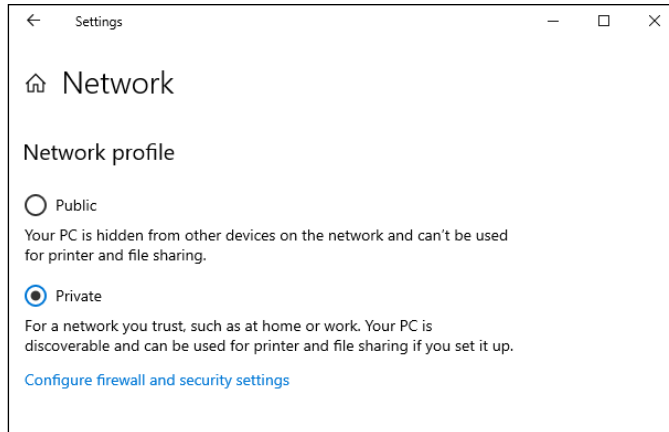 Settings
Network
Network profile
Public
Your PC is hidden from other devices on the network and can't be used
for printer and file sharing.
Private
For a network you trust, such as at home or work. Your PC is
discoverable and can be used for printer and file sharing if you set it up.
Configure firewall and security settings